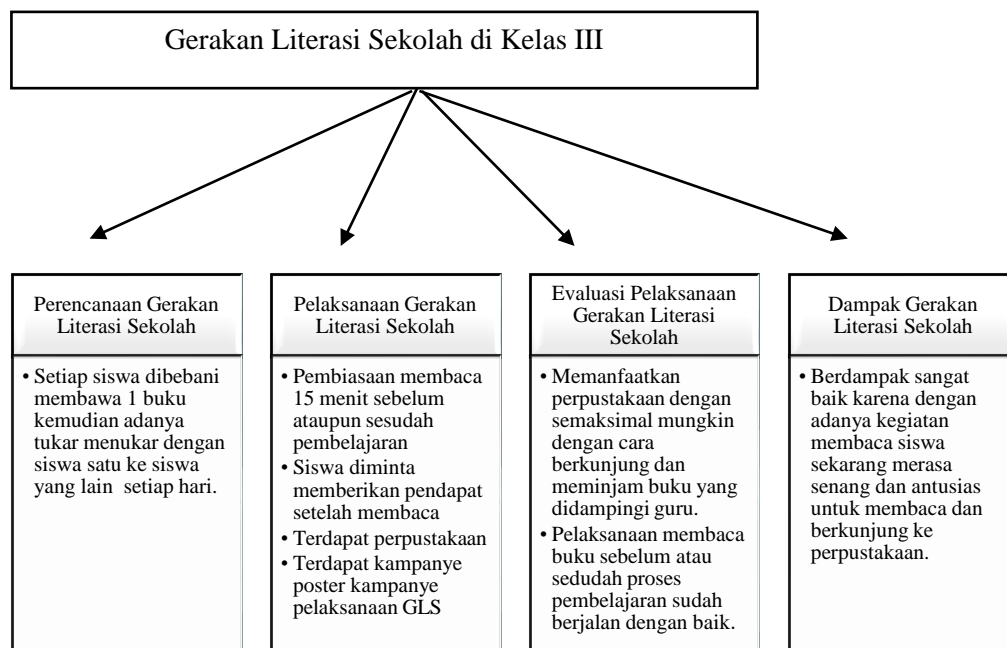 Gerakan Literasi Sekolah di Kelas III
Perencanaan Gerakan
Literasi Sekolah
• Setiap siswa dibebani
membawa 1 buku
kemudian adanya
tukar menukar dengan
siswa satu ke siswa
yang lain setiap hari.
Pelaksanaan Gerakan
Literasi Sekolah
• Pembiasaan membaca
15 menit sebelum
ataupun sesudah
pembelajaran
• Siswa diminta
memberikan pendapat
setelah membaca
• Terdapat perpustakaan
• Terdapat kampanye
poster kampanye
pelaksanaan GLS
Evaluasi Pelaksanaan
Gerakan Literasi
Sekolah
• Memanfaatkan
perpustakaan dengan
semaksimal mungkin
dengan cara
berkunjung dan
meminjam buku yang
didampingi guru.
• Pelaksanaan membaca
buku sebelum atau
sedudah proses
pembelajaran sudah
berjalan dengan baik.
Dampak Gerakan
Literasi Sekolah
• Berdampak sangat
baik karena dengan
adanya kegiatan
membaca siswa
sekarang merasa
senang dan antusias
untuk membaca dan
berkunjung ke
perpustakaan.